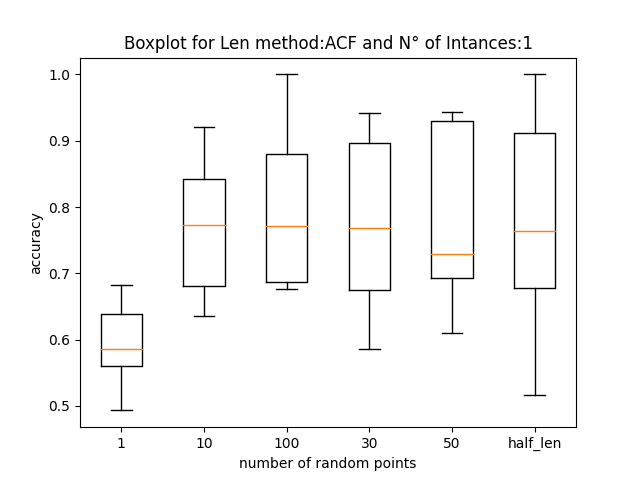 Boxplot for Len method:ACF and N° of Intances:1
1.0
0.9
0.8
0.7
0.6
0.5
accuracy
1 10 100 30 50 half_len
number of random points